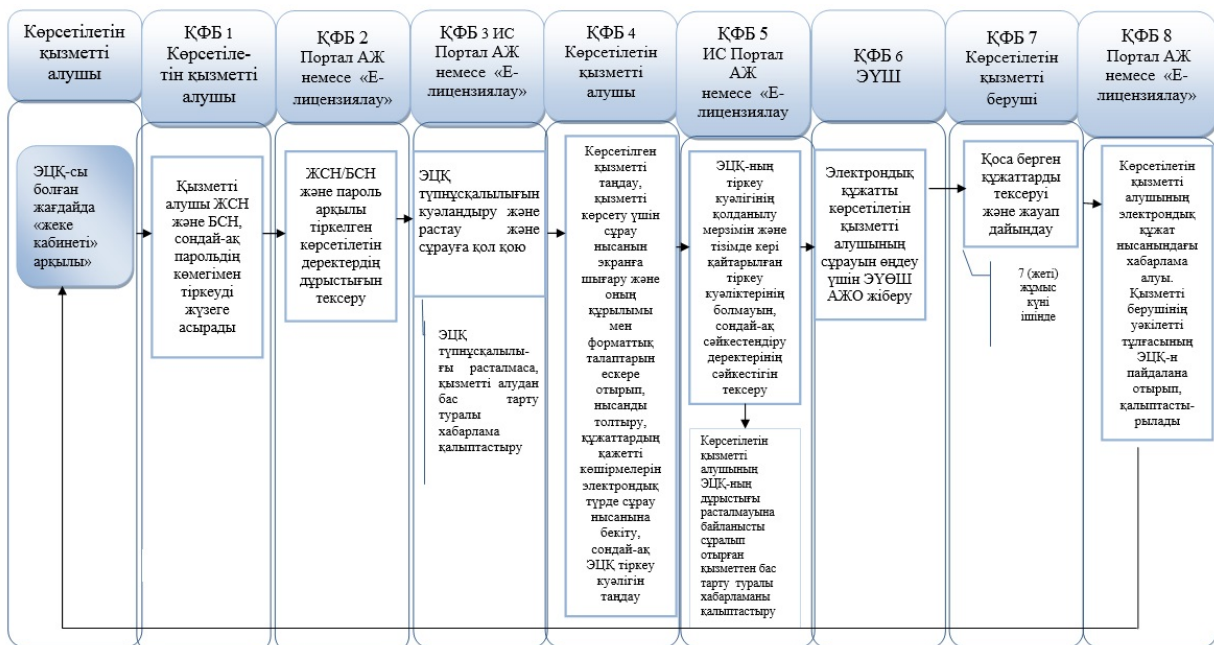 Көрсетілетін
қызметті
алушы
ҚФБ 1
Көрсетіле-
тін қызметті
алушы
ҚФБ 2
Портал АЖ
немесе «Е-
лицензиялау»
ҚФБ 3 ИС
Портал АЖ
немесе «Е-
лицензиялау»
ҚФБ 4
Көрсетілетін
қызметті
алушы
ҚФБ 5
ИС Портал
АЖ
немесе «Е-
лицензиялау
ҚФБ 6
ЭҮШ
ҚФБ 7
Көрсетілетін
қызметті
беруші
ҚФБ 8
Портал АЖ
немесе «Е-
лицензиялау»
ЭЦҚ-сы
болған
жағдайда
«жеке
кабинеті»
арқылы»
Қызметті
алушы ЖСН
және БСН,
сондай-ақ
парольдің
көмегімен
тіркеуді
жүзеге
асырады
ЖСН/БСН
және пароль
арқылы
тіркелген
көрсетілетін
деректердің
дұрыстығын
тексеру
ЭЦҚ
түпнұсқалылығын
куәландыру және
растау және
сұрауға қол қою
ЭЦҚ
түпнұсқалылы-
ғы расталмаса,
қызметті алудан
бас тарту
туралы
хабарлама
қалыптастыру
Көрсетілген
қызметті
таңдау,
қызметті
көрсету үшін
сұрау
нысанын
экранға
шығару және
оның
құрылымы
мен
форматтық
талаптарын
ескере
отырып,
нысанды
толтыру,
құжаттардың
қажетті
көшірмелерін
электрондық
түрде сұрау
нысанына
бекіту,
сондай-ақ
ЭЦҚ тіркеу
куәлігін
таңдау
ЭЦҚ-ның
тіркеу
куәлігінің
қолданылу
мерзімін және
тізімде кері
қайтарылған
тіркеу
куәліктерінің
болмауын,
сондай-ақ
сәйкестендіру
деректерінің
сәйкестігін
тексеру
Көрсетілетін
қызметті
алушының
ЭЦҚ-ның
дұрыстығы
расталмауына
байланысты
сұралып
отырған
қызметтен бас
тарту туралы
хабарламаны
қалыптастыру
Электрондық
құжатты
көрсетілетін
қызметті
алушының
сұрауын өңдеу
үшін ЭҮӨШ
АЖО жіберу
Қоса берген
құжаттарды
тексеруі
және жауап
дайындау
7 (жеті)
жұмыс
күні
ішінде
Көрсетілетін
қызметті
алушының
электрондық
құжат
нысанындағы
хабарлама
алуы.
Қызметті
берушінің
уәкілетті
тұлғасының
ЭЦҚ-н
пайдалана
отырып,
қалыптасты-
рылады